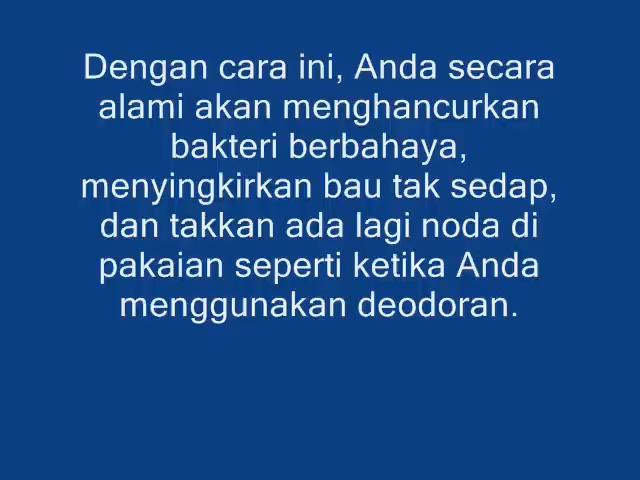 Dengan cara ini, Anda secara
alami akan menghancurkan
bakteri berbahaya,
menyingkirkan bau tak sedap,
dan takkan ada lagi noda di
pakaian seperti ketika Anda
menggunakan deodoran.